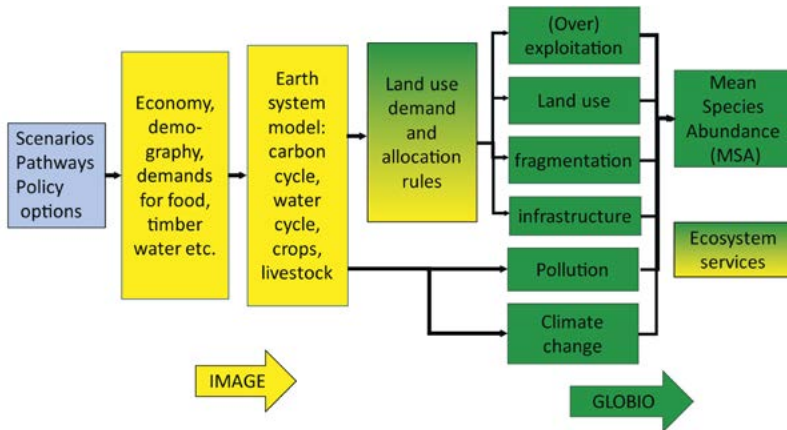 Scenarios
Pathways
Policy
options
Economy,
demo-
graphy,
demands
for food,
timber
water etc.
Earth
system
model:
carbon
cycle,
water
cycle,
crops,
livestock
Land use
demand
and
allocation
rules
(Over)
exploitation
Land use
fragmentation
infrastructure
Pollution
Climate
change
Mean
Species
Abundance
(MSA)
Ecosystem
services
IMAGE
GLOBIO